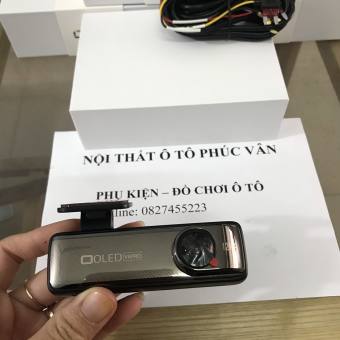 NỘI THẤT Ô TÔ PHÚC VÂN
PHỤ KIỆN – ĐỒ CHƠI Ô TÔ
line: 0827455223
OLED